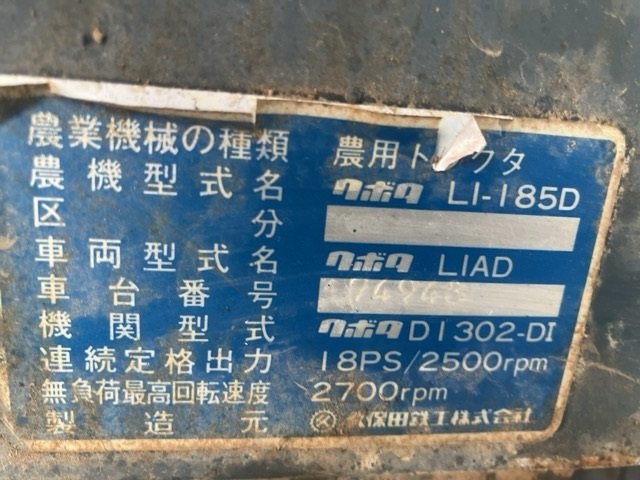 農業機械の種類 農用トラクタ
農機型式名 クボタ L1-185D
区分
車両型式名 クボタ L1AD
車台番号
機関型式 クボタ D1302-D1
連続定格出力 18PS/2500rpm
無負荷最高回転速度 2700rpm
製造元 久保田鉄工株式会社